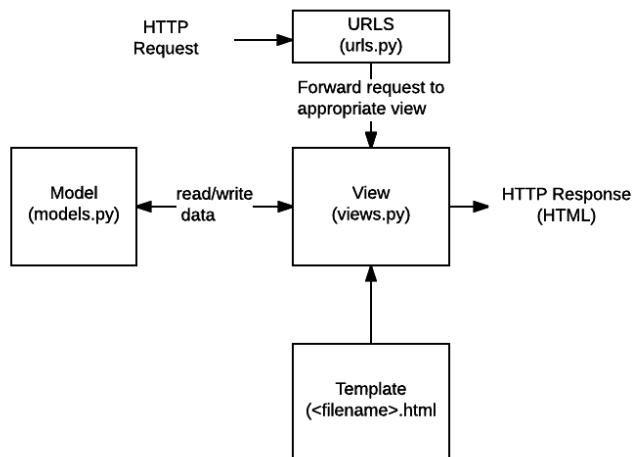 HTTP
Request
URLS
(urls.py)
Forward request to
appropriate view
Model
(models.py)
read/write
data
View
(views.py)
HTTP Response
(HTML)
Template
(<filename>.html